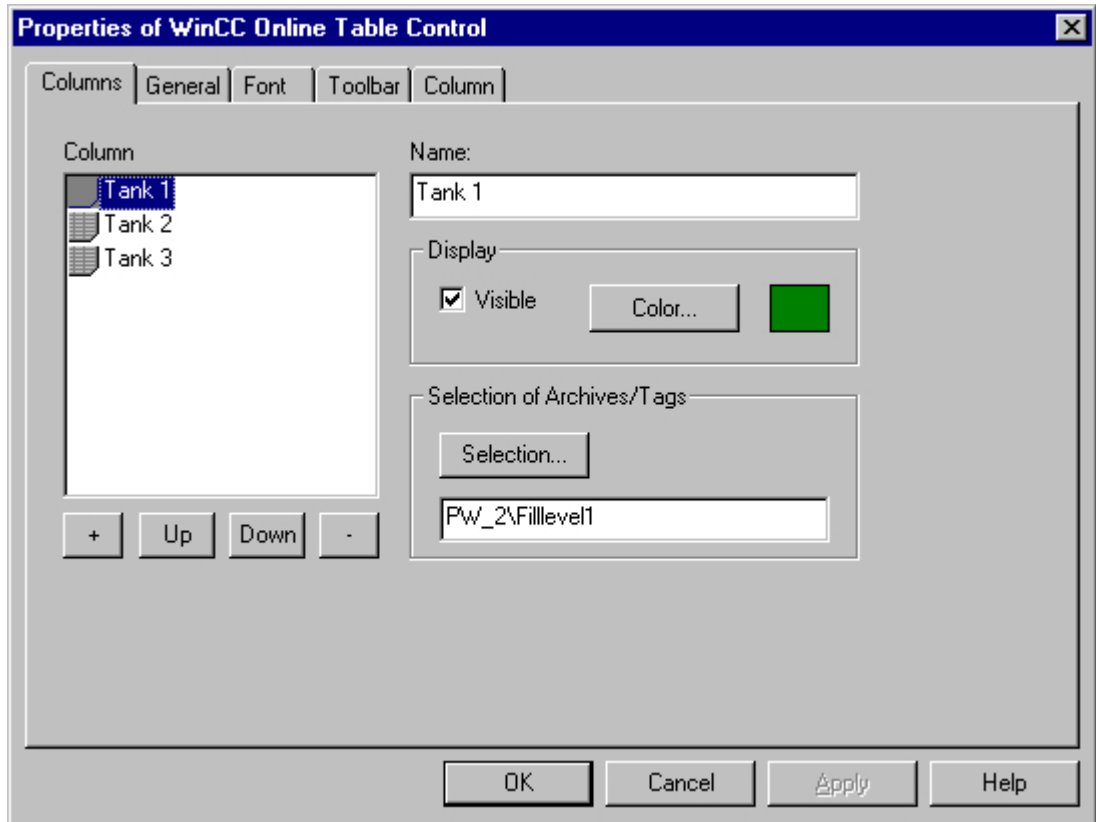 Properties of WinCC Online Table Control
Columns General Font Toolbar Column
Column
Tank 1
Tank 2
Tank 3
+ Up Down -
Name:
Tank 1
Display
Visible Color...
Selection of Archives/Tags
Selection...
PW_2\Filllevel1
OK Cancel Apply Help